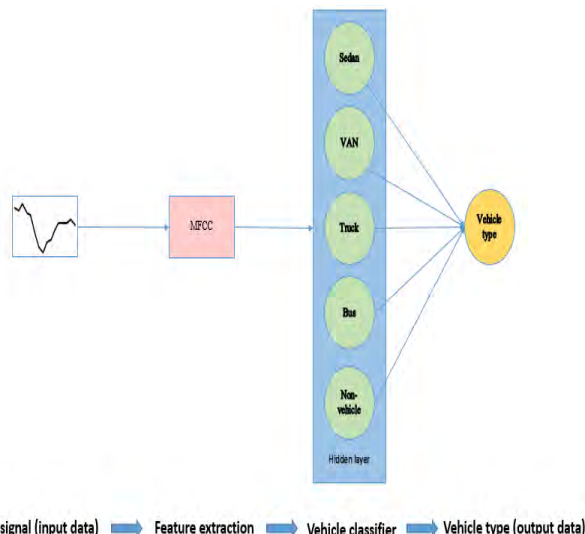 Sedan
VAN
MFCC
Truck
Vehicle
type
Bus
Non-
vehicle
Hidden layer
signal (input data) Feature extraction Vehicle classifier Vehicle type (output data)